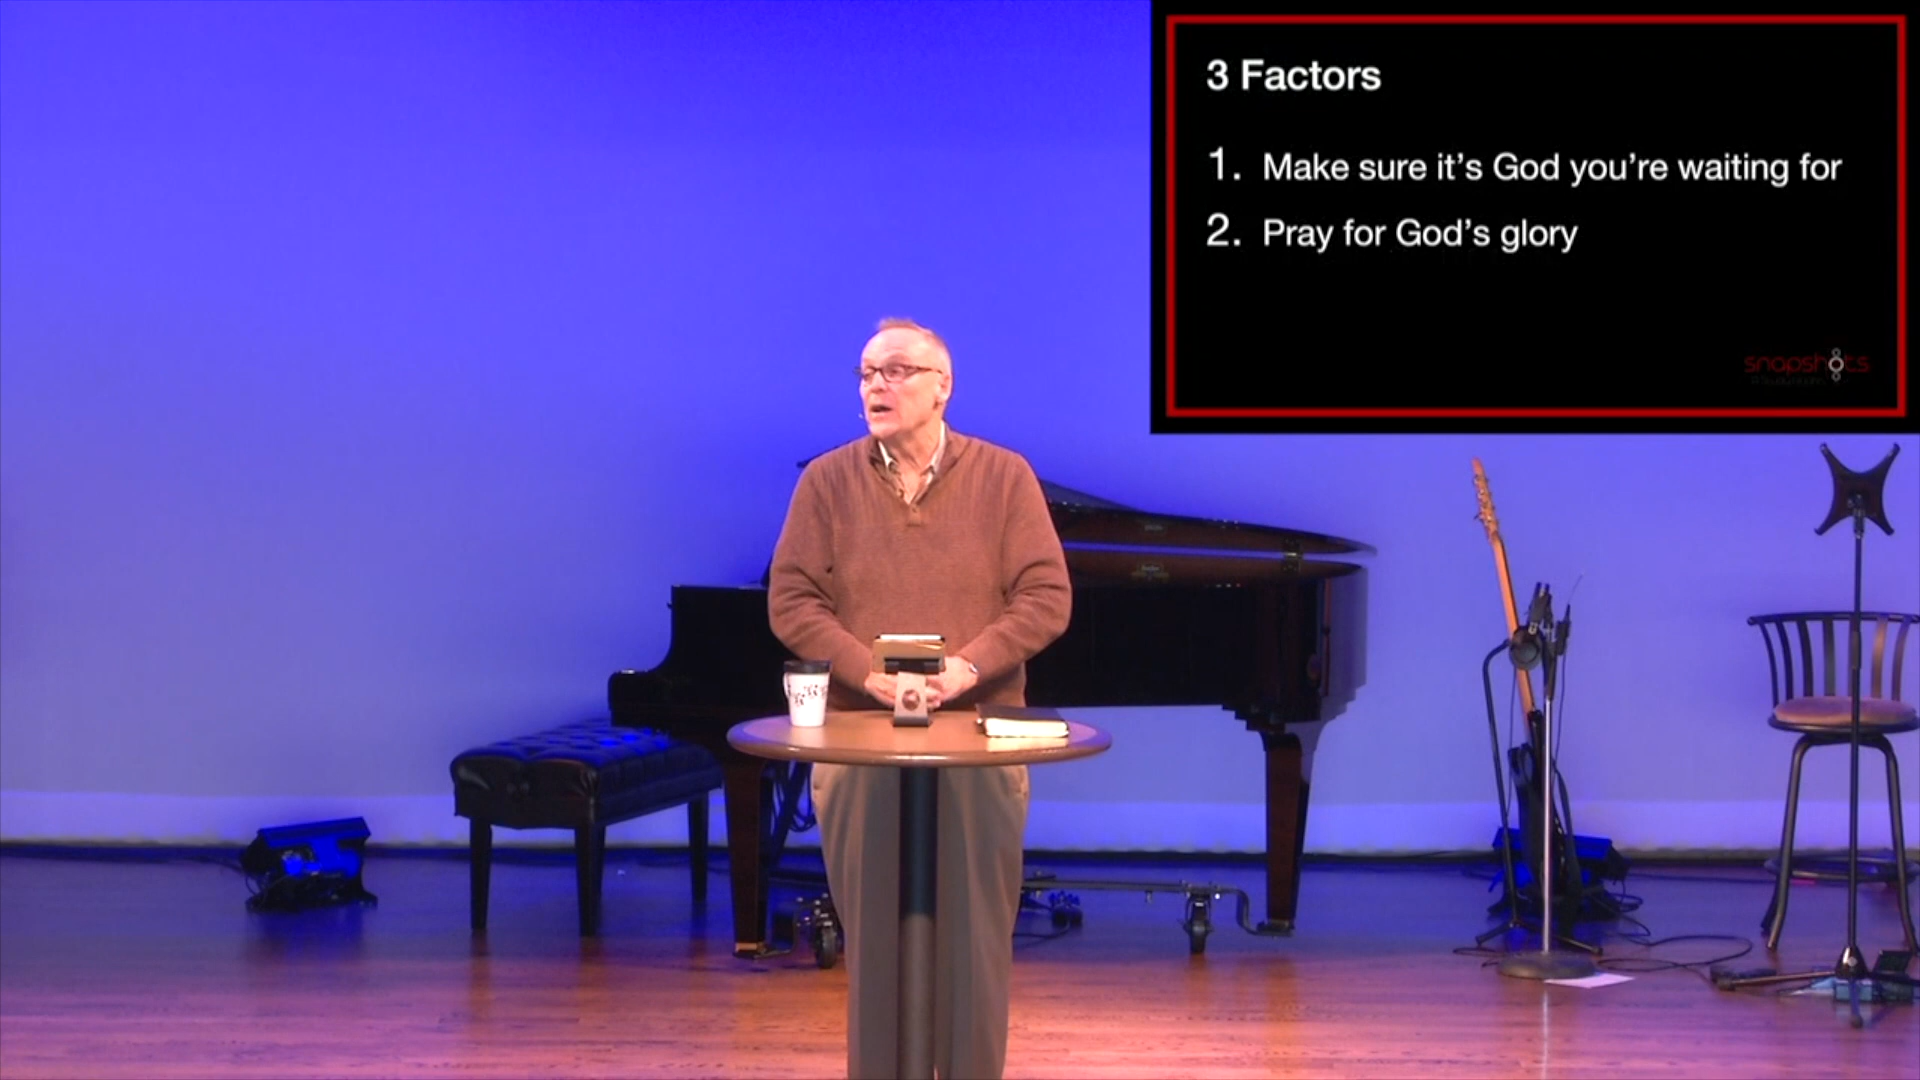 3 Factors
1. Make sure it's God you're waiting for
2. Pray for God's glory
snapshots